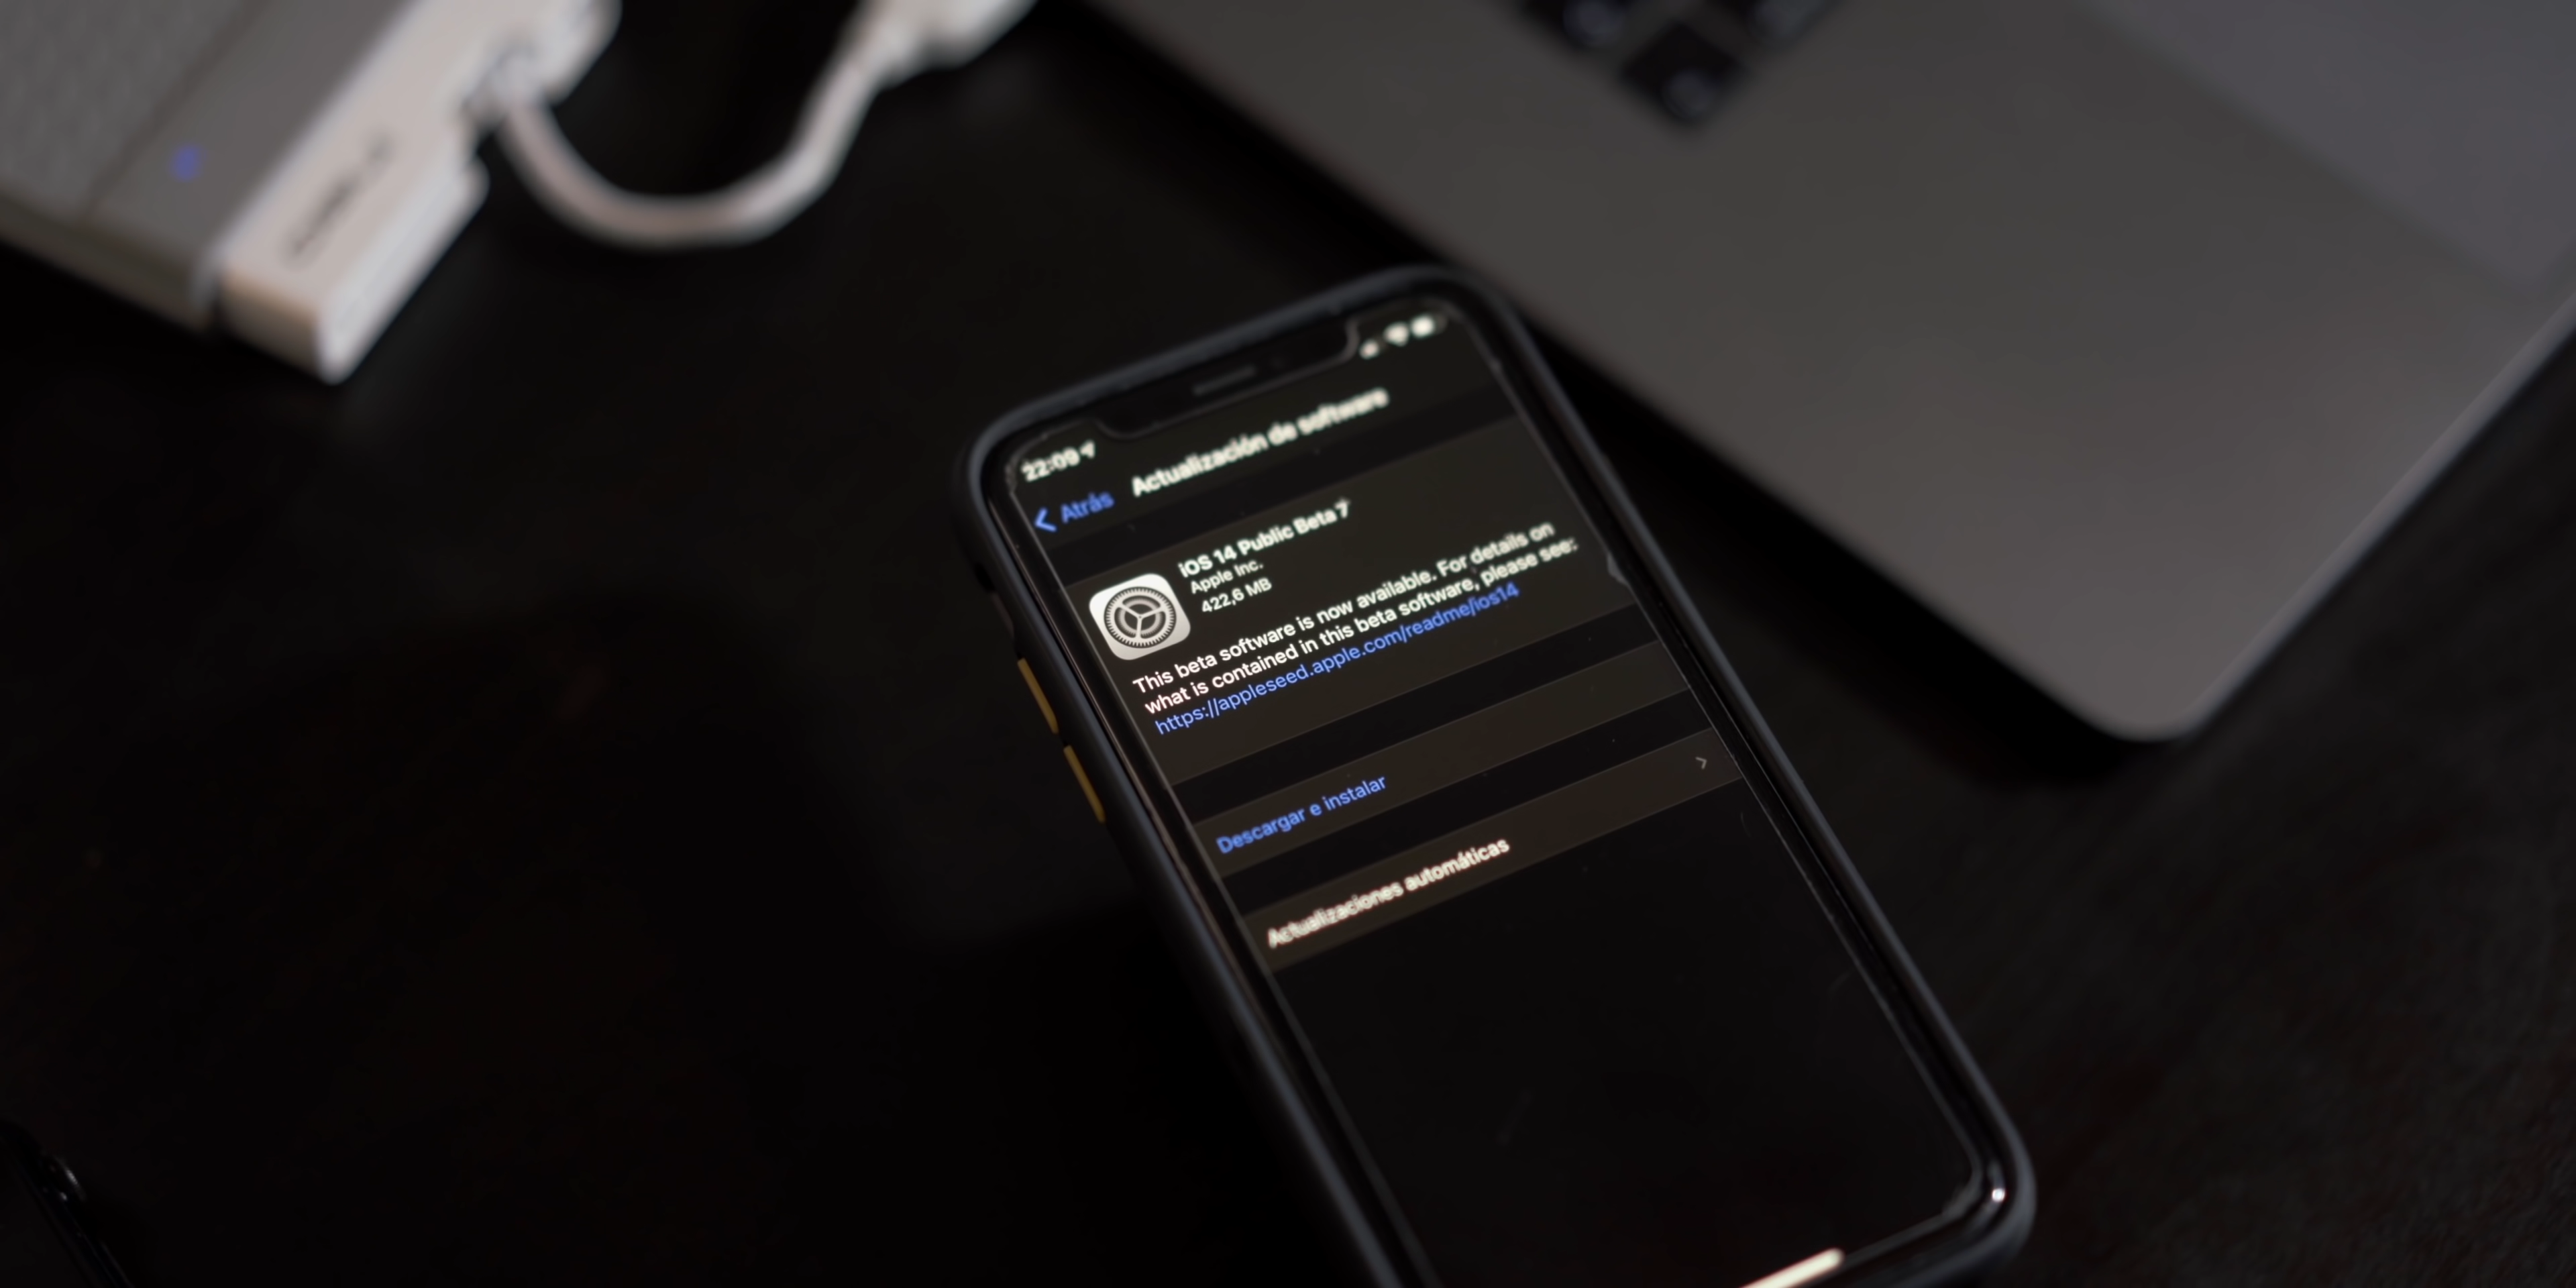 22:09
Atrás
Actualización de software
iOS 14 Public Beta 7
Apple Inc.
422,6 MB
This beta software is now available. For details on
what is contained in this beta software, please see:
https://appleseed.apple.com/readme/ios14
Descargar e instalar
Actualizaciones automáticas